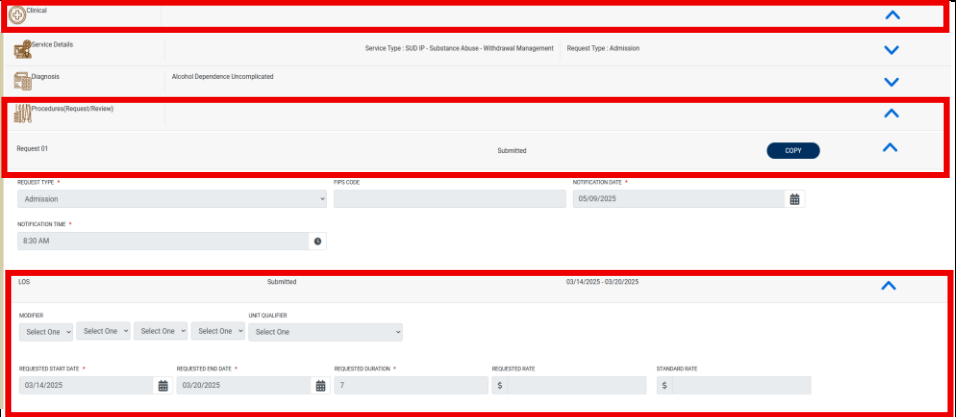 Clinical
Service Details
Service Type : SUD IP - Substance Abuse - Withdrawal Management Request Type : Admission
Diagnosis Alcohol Dependence Uncomplicated
Procedures(Request/Review)
Request 01 Submitted COPY
REQUEST TYPE * FIPS CODE NOTIFICATION DATE *
Admission 05/09/2025
NOTIFICATION TIME *
8:30 AM
LOS Submitted 03/14/2025 - 03/20/2025
MODIFIER UNIT QUALIFIER
Select One Select One Select One Select One Select One
REQUESTED START DATE * REQUESTED END DATE * REQUESTED DURATION * REQUESTED RATE STANDARD RATE
03/14/2025 03/20/2025 7 $ $